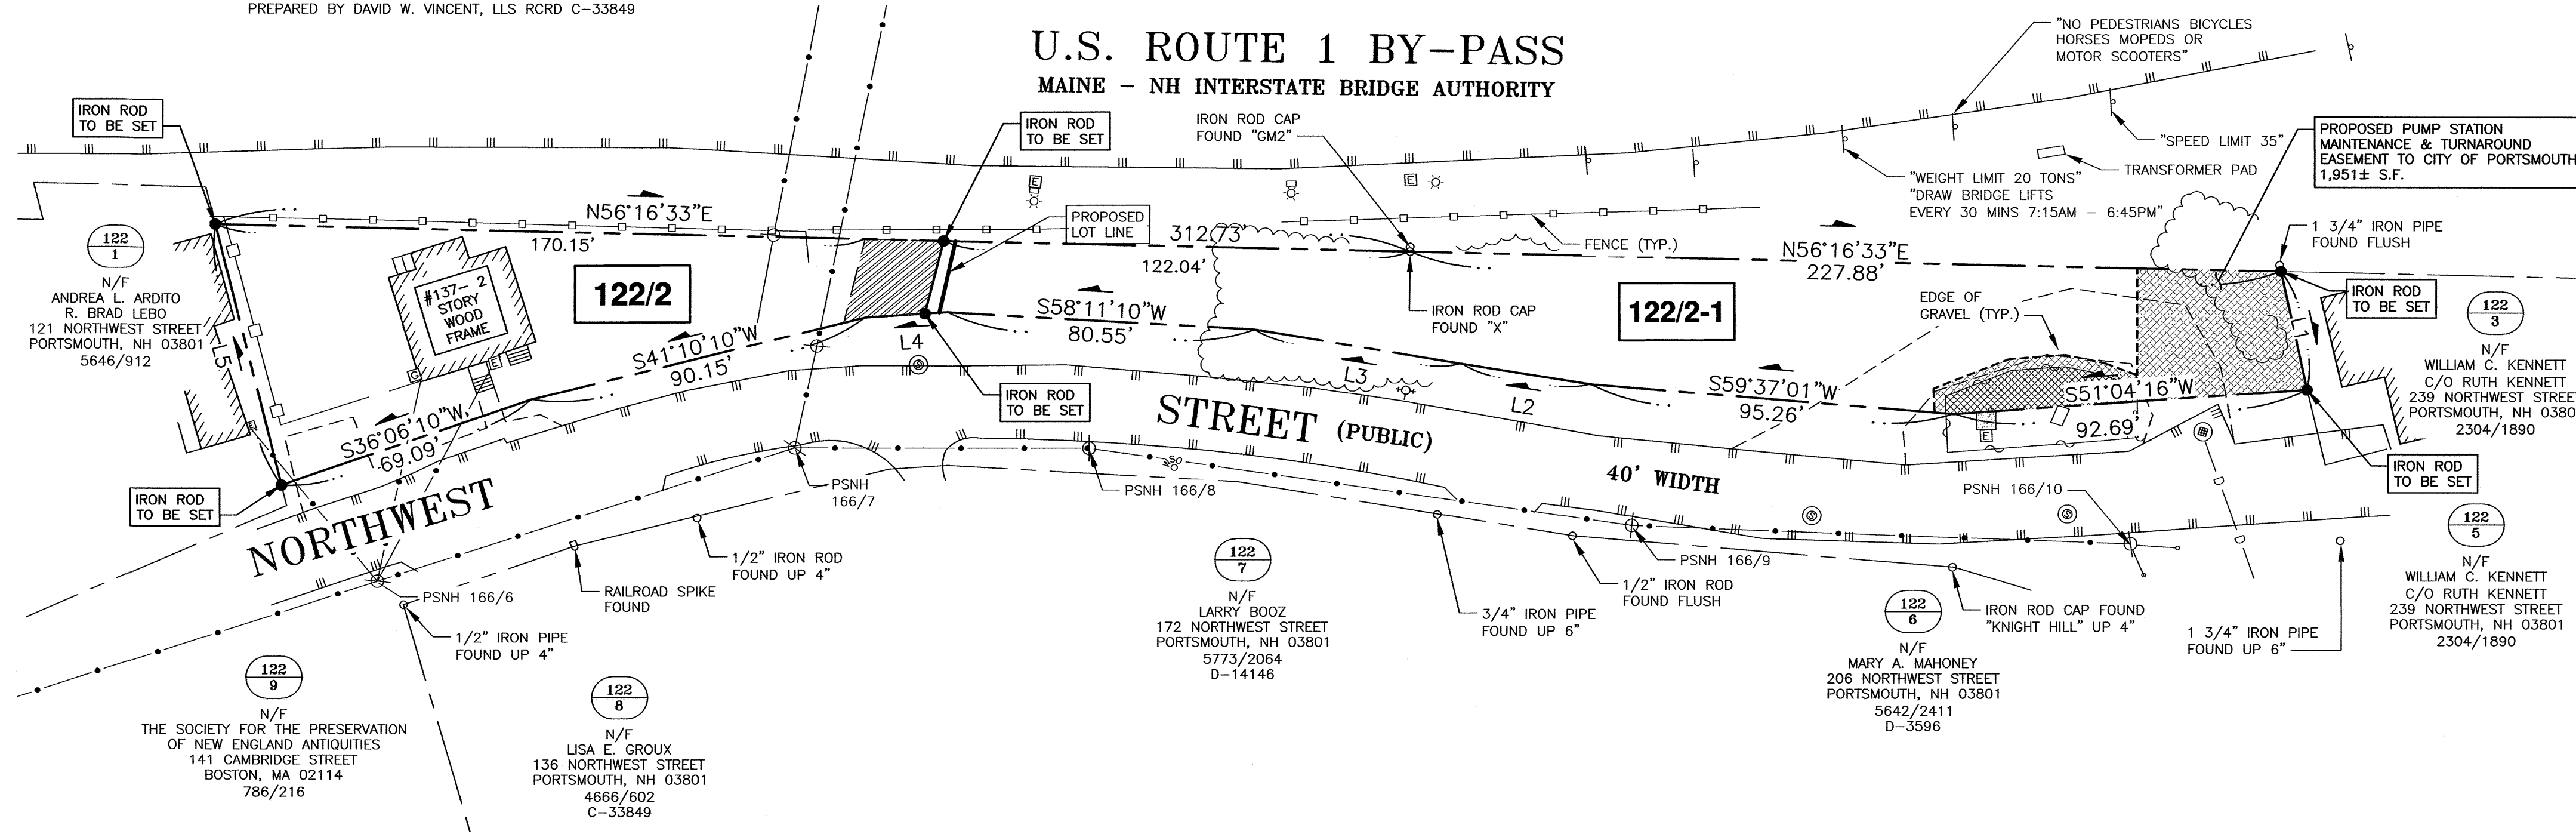 PREPARED BY DAVID W. VINCENT, LLS RCRD C-33849
U.S. ROUTE 1 BY-PASS
MAINE - NH INTERSTATE BRIDGE AUTHORITY
"NO PEDESTRIANS BICYCLES
HORSES MOPEDS OR
MOTOR SCOOTERS"
IRON ROD
TO BE SET
IRON ROD
TO BE SET
IRON ROD CAP
FOUND "GM2"
"SPEED LIMIT 35"
TRANSFORMER PAD
PROPOSED PUMP STATION
MAINTENANCE & TURNAROUND
EASEMENT TO CITY OF PORTSMOUTH
1,951± S.F.
"WEIGHT LIMIT 20 TONS"
"DRAW BRIDGE LIFTS
EVERY 30 MINS 7:15AM - 6:45PM"
E
E
N56°16'33"E
170.15'
PROPOSED
LOT LINE
312.73'
122.04'
FENCE (TYP.)
N56°16'33"E
227.88'
1 3/4" IRON PIPE
FOUND FLUSH
122
1
N/F
ANDREA L. ARDITO
R. BRAD LEBO
121 NORTHWEST STREET
PORTSMOUTH, NH 03801
5646/912
L5
#137- 2
STORY
WOOD
FRAME
122/2
S58°11'10"W
80.55'
IRON ROD CAP
FOUND "X"
122/2-1
EDGE OF
GRAVEL (TYP.)
IRON ROD
TO BE SET
L1
122
3
N/F
WILLIAM C. KENNETT
C/O RUTH KENNETT
239 NORTHWEST STREET
PORTSMOUTH, NH 0380
2304/1890
S41°10'10"W
90.15'
L4
S
G
E
E
IRON ROD
TO BE SET
L3
L2
S59°37'01"W
95.26'
S51°04'16"W
92.69'
E
S36°06'10"W
69.09'
IRON ROD
TO BE SET
NORTHWEST
STREET (PUBLIC)
40' WIDTH
IRON ROD
TO BE SET
PSNH
166/7
PSNH 166/8
PSNH 166/10
D
D
S
S
PSNH 166/6
1/2" IRON ROD
FOUND UP 4"
RAILROAD SPIKE
FOUND
1/2" IRON PIPE
FOUND UP 4"
PSNH 166/9
1/2" IRON ROD
FOUND FLUSH
3/4" IRON PIPE
FOUND UP 6"
IRON ROD CAP FOUND
"KNIGHT HILL" UP 4"
1 3/4" IRON PIPE
FOUND UP 6"
122
9
N/F
THE SOCIETY FOR THE PRESERVATION
OF NEW ENGLAND ANTIQUITIES
141 CAMBRIDGE STREET
BOSTON, MA 02114
786/216
122
8
N/F
LISA E. GROUX
136 NORTHWEST STREET
PORTSMOUTH, NH 03801
4666/602
C-33849
122
7
N/F
LARRY BOOZ
172 NORTHWEST STREET
PORTSMOUTH, NH 03801
5773/2064
D-14146
122
6
N/F
MARY A. MAHONEY
206 NORTHWEST STREET
PORTSMOUTH, NH 03801
5642/2411
D-3596
122
5
N/F
WILLIAM C. KENNETT
C/O RUTH KENNETT
239 NORTHWEST STREET
PORTSMOUTH, NH 03801
2304/1890